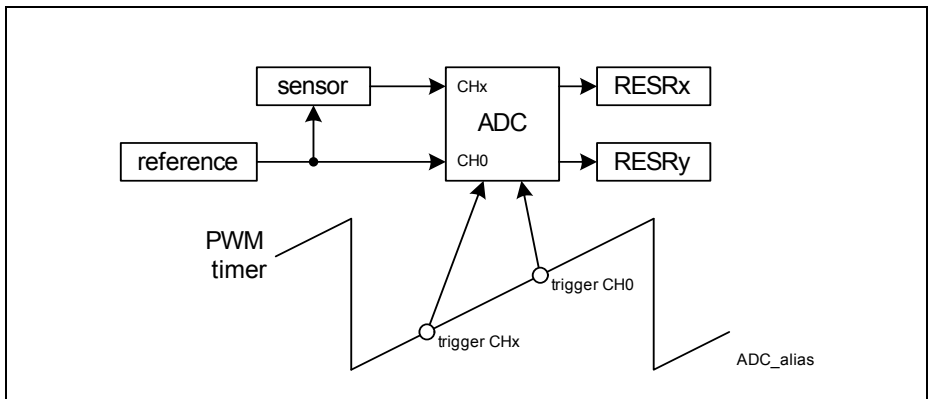 sensor
CHx
RESRx
ADC
reference
CH0
RESRy
PWM
timer
trigger CH0
trigger CHx
ADC_alias